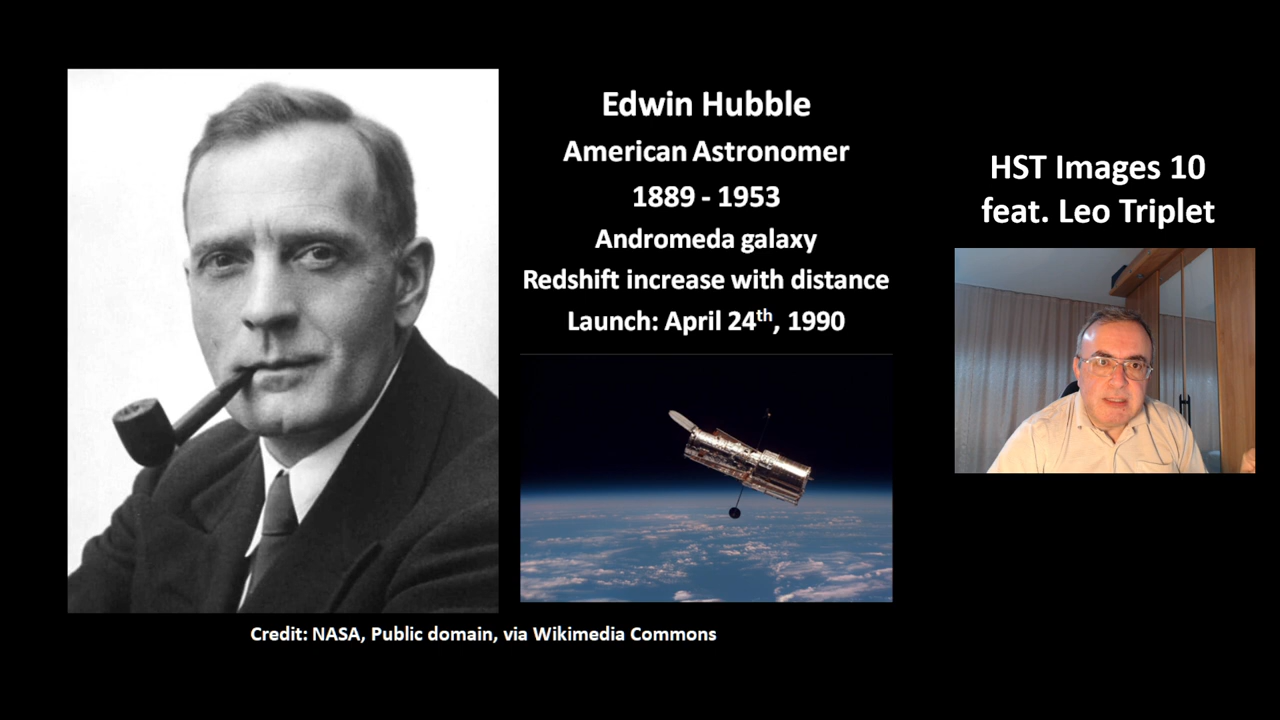 Edwin Hubble
American Astronomer
1889 - 1953
Andromeda galaxy
Redshift increase with distance
Launch: April 24th, 1990
Credit: NASA, Public domain, via Wikimedia Commons
HST Images 10
feat. Leo Triplet